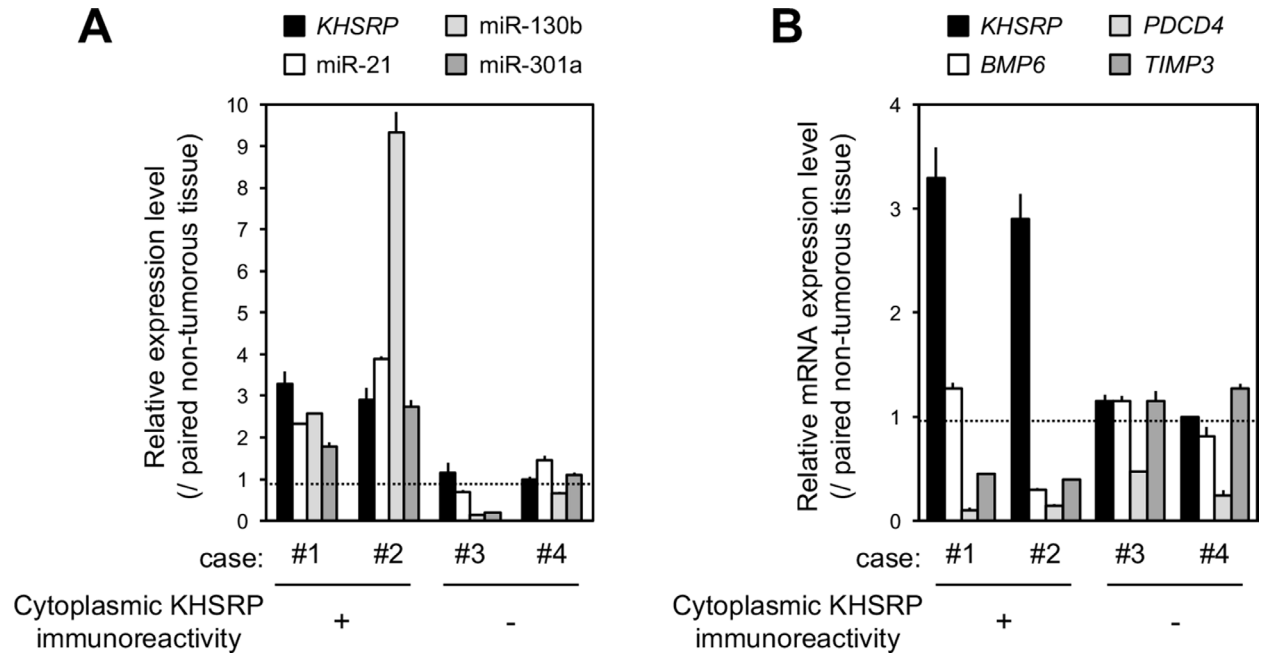 A
KHSRP
miR-130b
miR-21
miR-301a
Relative expression level
(/ paired non-tumorous tissue)
10
9
8
7
6
5
4
3
2
1
0
case: #1 #2 #3 #4
Cytoplasmic KHSRP
immunoreactivity
+ -
B
KHSRP
PDCD4
BMP6
TIMP3
Relative mRNA expression
(/ paired non-tumorous tissue)
4
3
2
1
0
case: #1 #2 #3 #4
Cytoplasmic KHSRP
immunoreactivity
+ -